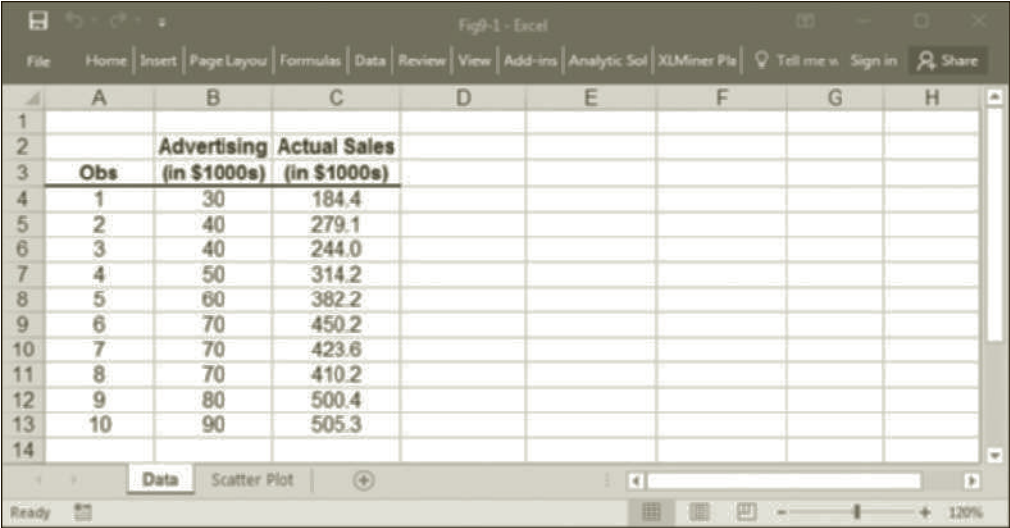 Fig9-1 - Excel
File Home Insert Page Layou Formulas Data Review View Add-ins Analytic Sol XLMiner Pla Tell me w Sign in Share
A B C D E F G H
1
2 Advertising Actual Sales
3 Obs (in $1000s) (in $1000s)
4 1 30 184.4
5 2 40 279.1
6 3 40 244.0
7 4 50 314.2
8 5 60 382.2
9 6 70 450.2
10 7 70 423.6
11 8 70 410.2
12 9 80 500.4
13 10 90 505.3
14
Data Scatter Plot
Ready 120%